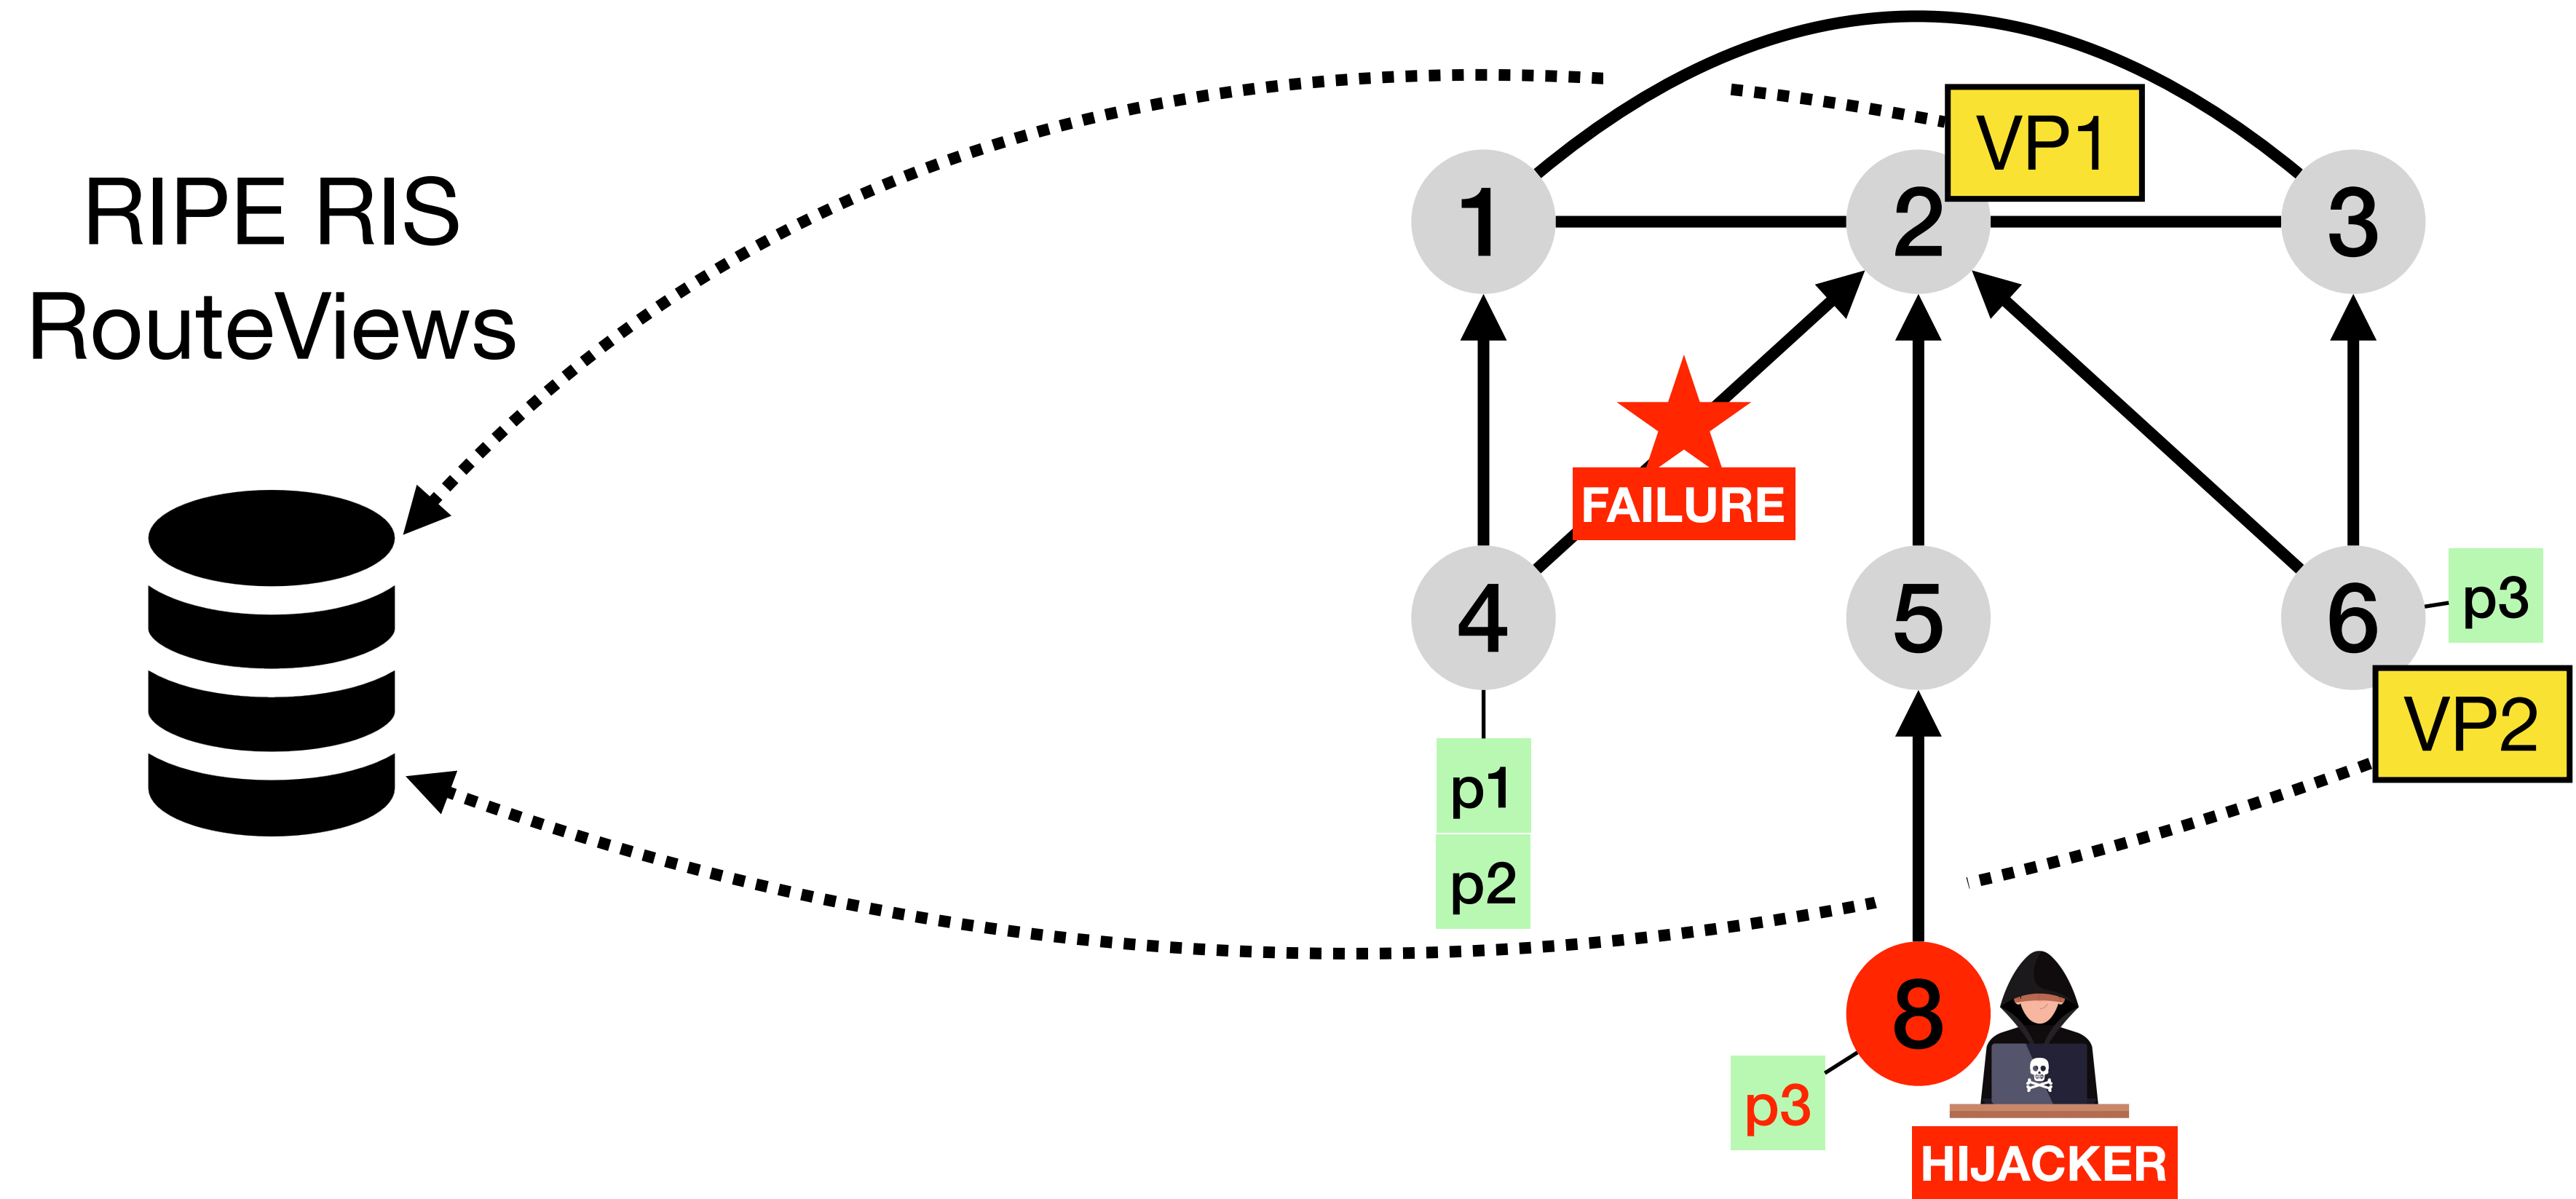 RIPE RIS
RouteViews
VP1
1
2
3
FAILURE
4
5
6
p3
VP2
p1
p2
8
p3
HIJACKER